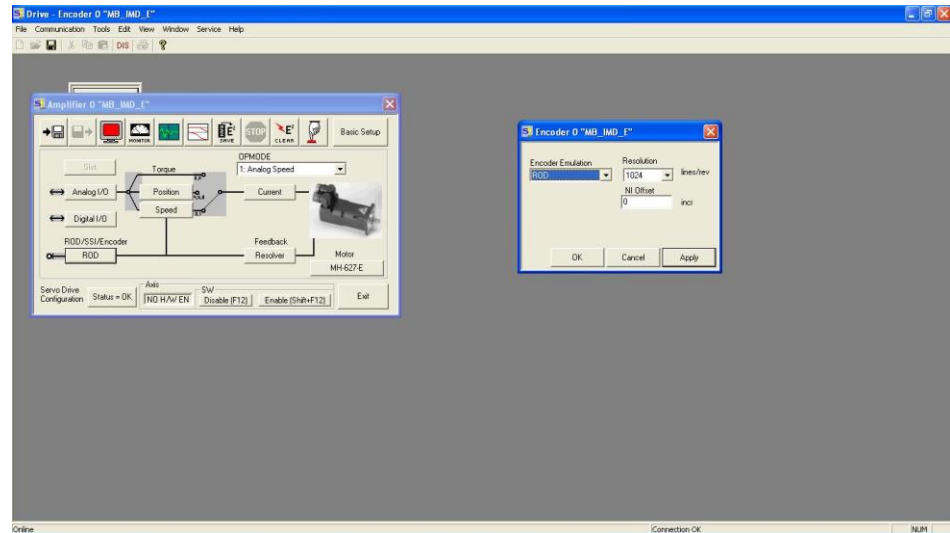 Drive - Encoder 0 "MB_IMD_E"
File Communication Tools Edit View Window Service Help
DIS
Amplifier 0 "MB_IMD_E"
MONITOR
SAVE
STOP
CLEAR
Basic Setup
OPMODE
1: Analog Speed
Slot
Torque
Analog I/O
Position
Current
Speed
Digital I/O
ROD/SSI/Encoder
ROD
Feedback
Resolver
Motor
MH-627-E
Servo Drive
Configuration
Status = OK
Axis
NO H/W EN
SW
Disable (F12)
Enable (Shift+F12)
Exit
Encoder 0 "MB_IMD_E"
Encoder Emulation
ROD
Resolution
1024
lines/rev
NI Offset
0
incr
OK
Cancel
Apply
Online
Connection OK
NUM